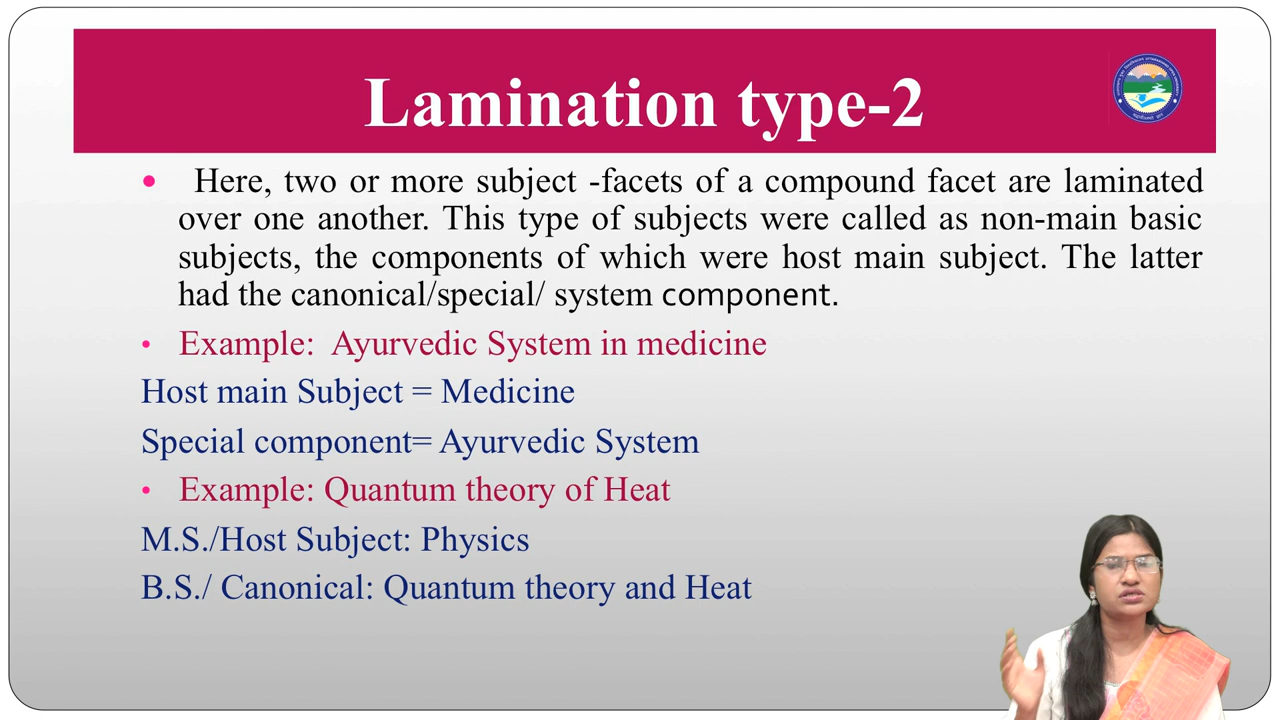 Lamination type-2
• Here, two or more subject -facets of a compound facet are laminated
over one another. This type of subjects were called as non-main basic
subjects, the components of which were host main subject. The latter
had the canonical/special/ system component.
• Example: Ayurvedic System in medicine
Host main Subject = Medicine
Special component= Ayurvedic System
• Example: Quantum theory of Heat
M.S./Host Subject: Physics
B.S./ Canonical: Quantum theory and Heat